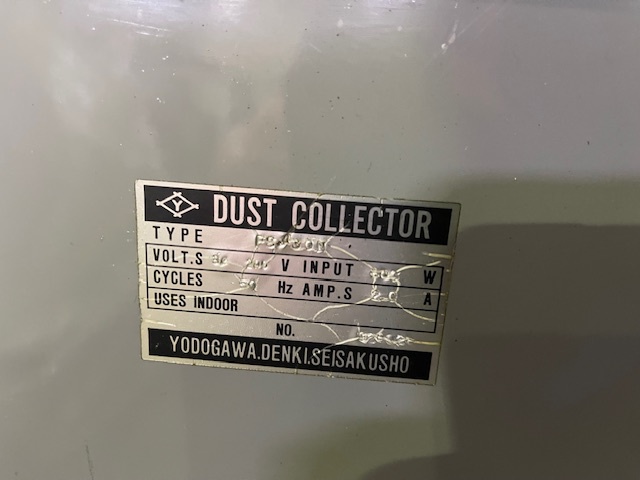 Y DUST COLLECTOR
TYPE
VOLT.S V INPUT W
CYCLES Hz AMP.S A
USES INDOOR
NO.
YODOGAWA.DENKI.SEISAKUSHO